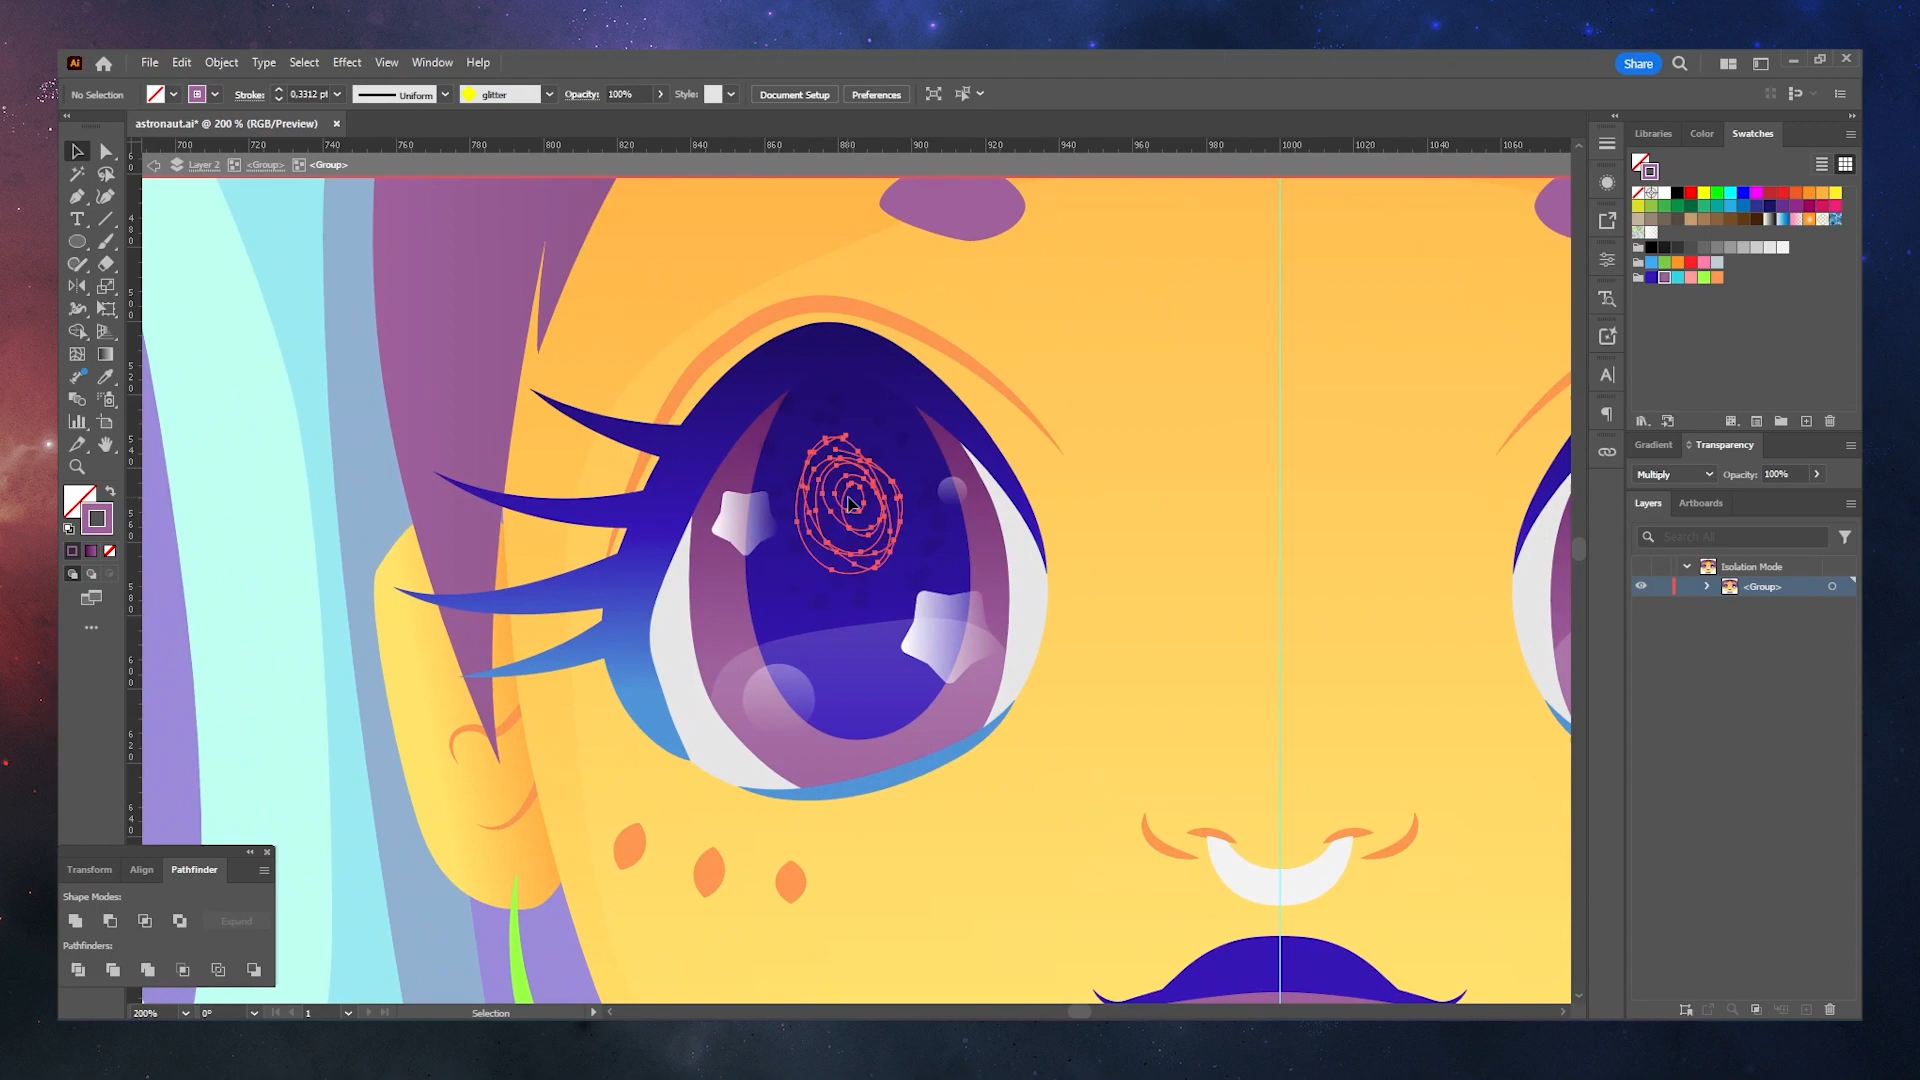 Ai File Edit Object Type Select Effect View Window Help Share
No Selection Stroke: 0,3312 pt Uniform glitter Opacity: 100% Style: Document Setup Preferences
astronaut.ai* @ 200 % (RGB/Preview)
700 720 740 760 780 800 820 840 860 880 900 920 940 960 980 1000 1020 1040 1060
Layer 2 <Group> <Group>
Libraries Color Swatches
Gradient Transparency
Multiply Opacity: 100%
Layers Artboards
Search All
Isolation Mode
<Group>
Transform Align Pathfinder
Shape Modes:
Expand
Pathfinders:
200% 0° 1 Selection